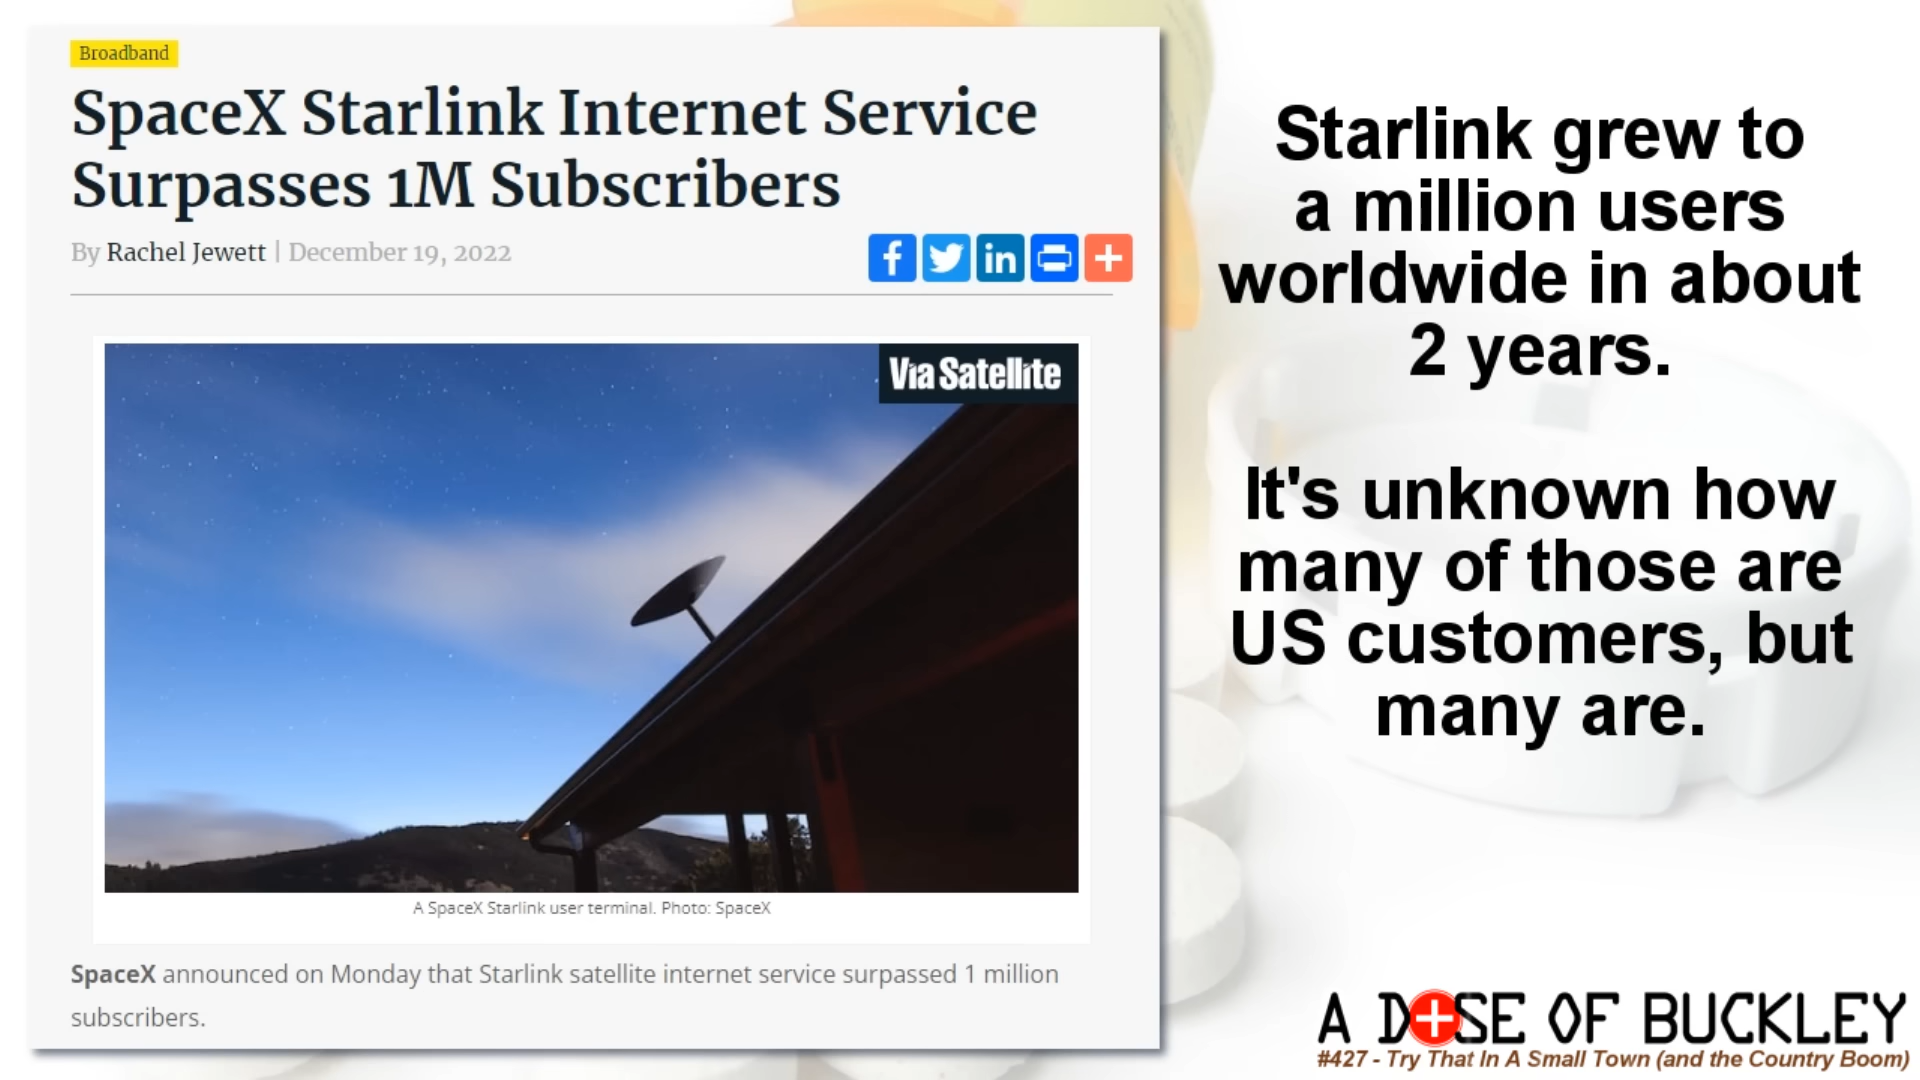 Broadband
SpaceX Starlink Internet Service
Surpasses 1M Subscribers
By Rachel Jewett | December 19, 2022
Via Satellite
A SpaceX Starlink user terminal. Photo: SpaceX
SpaceX announced on Monday that Starlink satellite internet service surpassed 1 million
subscribers.
Starlink grew to
a million users
worldwide in about
2 years.
It's unknown how
many of those are
US customers, but
many are.
A DOSE OF BUCKLEY
#427 - Try That In A Small Town (and the Country Boom)